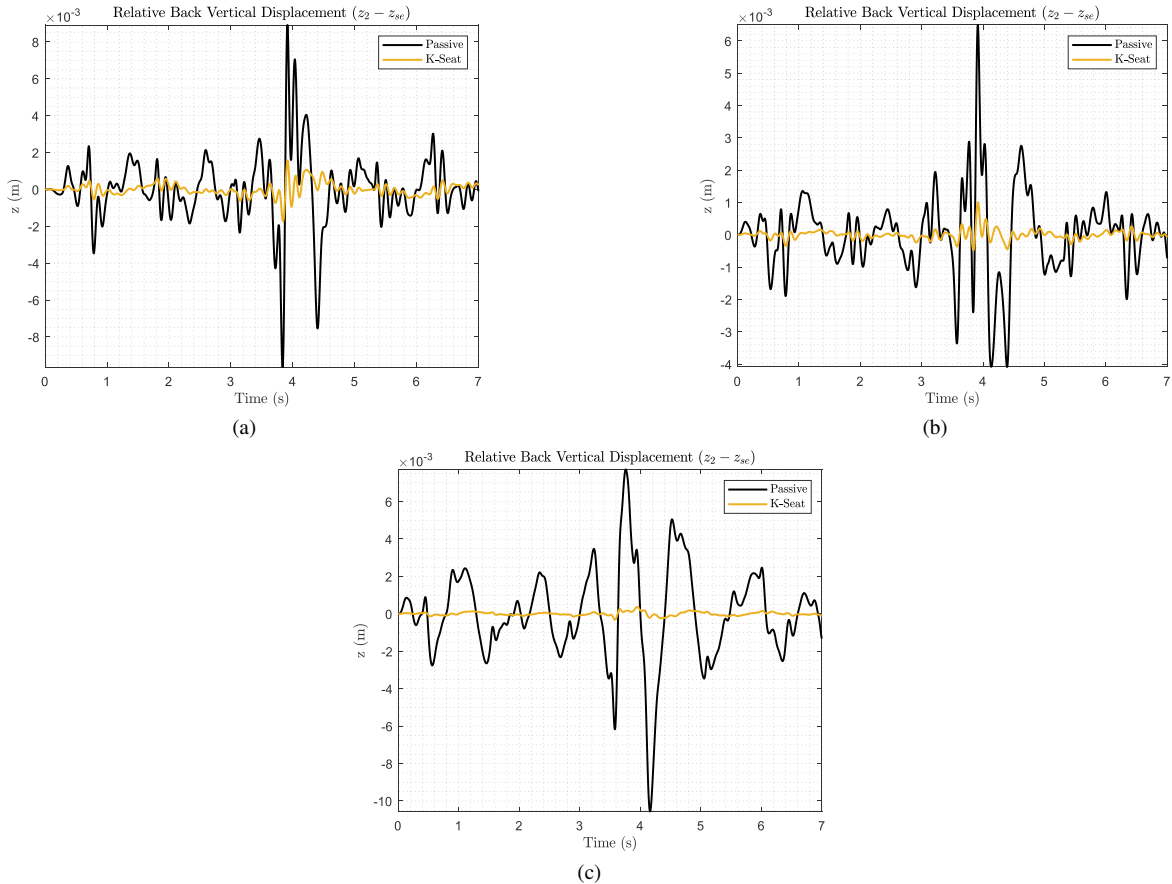 Relative Back Vertical Displacement (z₂ − zₛₑ)
×10⁻³
8
6
4
2
0
-2
-4
-6
-8
z (m)
Passive
K-Seat
0 1 2 3 4 5 6 7
Time (s)
(a)
Relative Back Vertical Displacement (z₂ − zₛₑ)
×10⁻³
6
5
4
3
2
1
0
-1
-2
-3
-4
z (m)
Passive
K-Seat
0 1 2 3 4 5 6 7
Time (s)
(b)
Relative Back Vertical Displacement (z₂ − zₛₑ)
×10⁻³
6
4
2
0
-2
-4
-6
-8
-10
z (m)
Passive
K-Seat
0 1 2 3 4 5 6 7
Time (s)
(c)